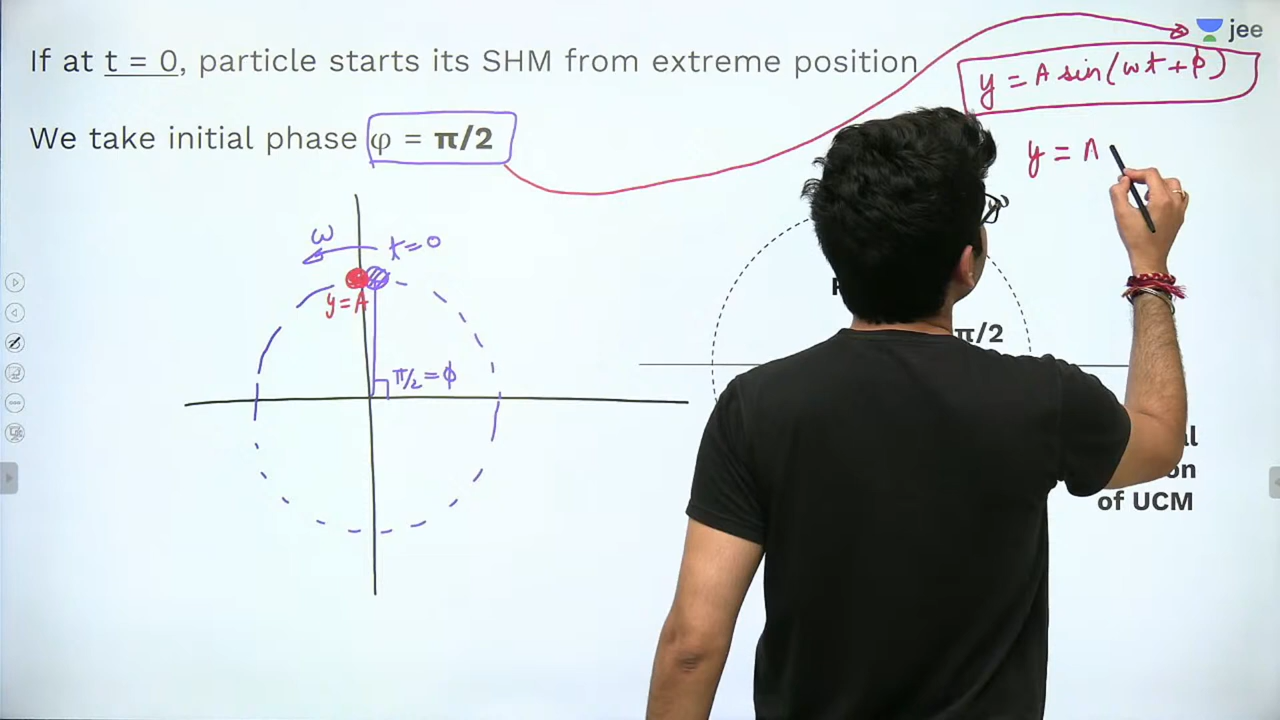 jee
If at t = 0, particle starts its SHM from extreme position
y = A sin(ωt + φ)
We take initial phase φ = π/2
y = A
ω
t = 0
y = A
π/2 = φ
π/2
of UCM